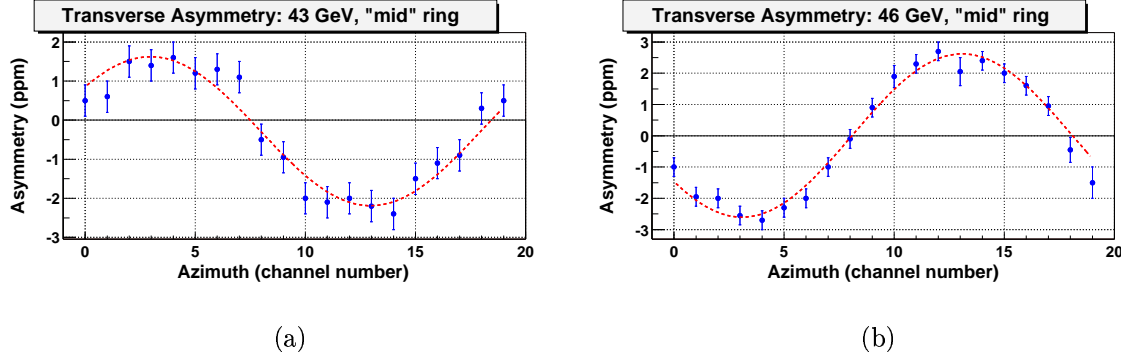 Transverse Asymmetry: 43 GeV, "mid" ring
Asymmetry (ppm)
2
1
0
-1
-2
-3
0 5 10 15 20
Azimuth (channel number)
(a)
Transverse Asymmetry: 46 GeV, "mid" ring
Asymmetry (ppm)
3
2
1
0
-1
-2
-3
0 5 10 15 20
Azimuth (channel number)
(b)